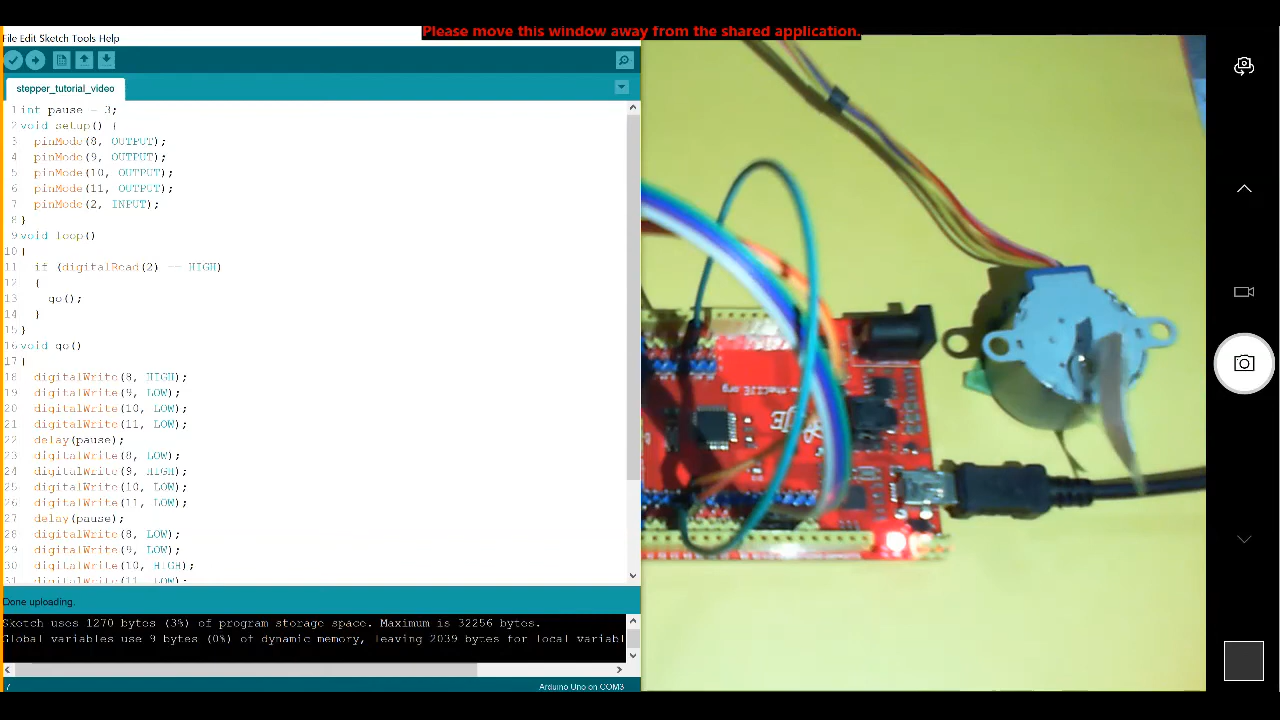 Please move this window away from the shared application.
File Edit Sketch Tools Help
stepper_tutorial_video
1 int pause = 3;
2 void setup() {
3 pinMode(8, OUTPUT);
4 pinMode(9, OUTPUT);
5 pinMode(10, OUTPUT);
6 pinMode(11, OUTPUT);
7 pinMode(2, INPUT);
8 }
9 void loop()
10 {
11 if (digitalRead(2) == HIGH)
12 {
13 go();
14 }
15 }
16 void go()
17 {
18 digitalWrite(8, HIGH);
19 digitalWrite(9, LOW);
20 digitalWrite(10, LOW);
21 digitalWrite(11, LOW);
22 delay(pause);
23 digitalWrite(8, LOW);
24 digitalWrite(9, HIGH);
25 digitalWrite(10, LOW);
26 digitalWrite(11, LOW);
27 delay(pause);
28 digitalWrite(8, LOW);
29 digitalWrite(9, LOW);
30 digitalWrite(10, HIGH);
31 digitalWrite(11, LOW);
Done uploading.
Sketch uses 1270 bytes (3%) of program storage space. Maximum is 32256 bytes.
Global variables use 9 bytes (0%) of dynamic memory, leaving 2039 bytes for local variabl
7
Arduino Uno on COM3